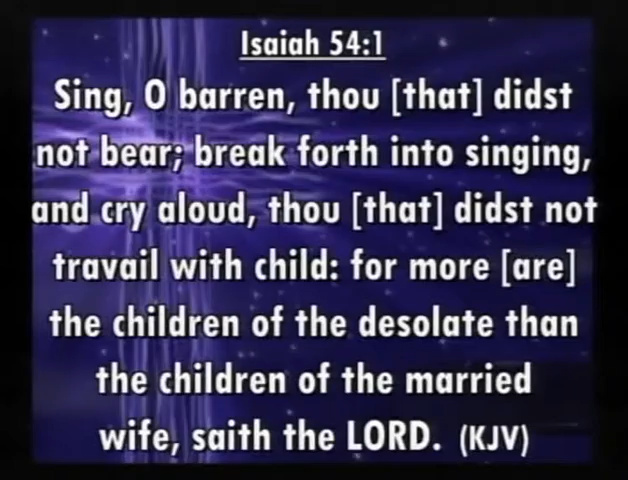 Isaiah 54:1
Sing, O barren, thou [that] didst
not bear; break forth into singing,
and cry aloud, thou [that] didst not
travail with child: for more [are]
the children of the desolate than
the children of the married
wife, saith the LORD. (KJV)